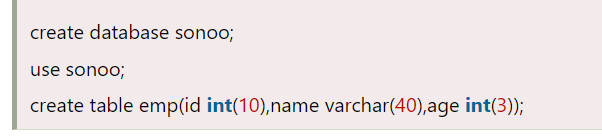 create database sonoo;
use sonoo;
create table emp(id int(10),name varchar(40),age int(3));